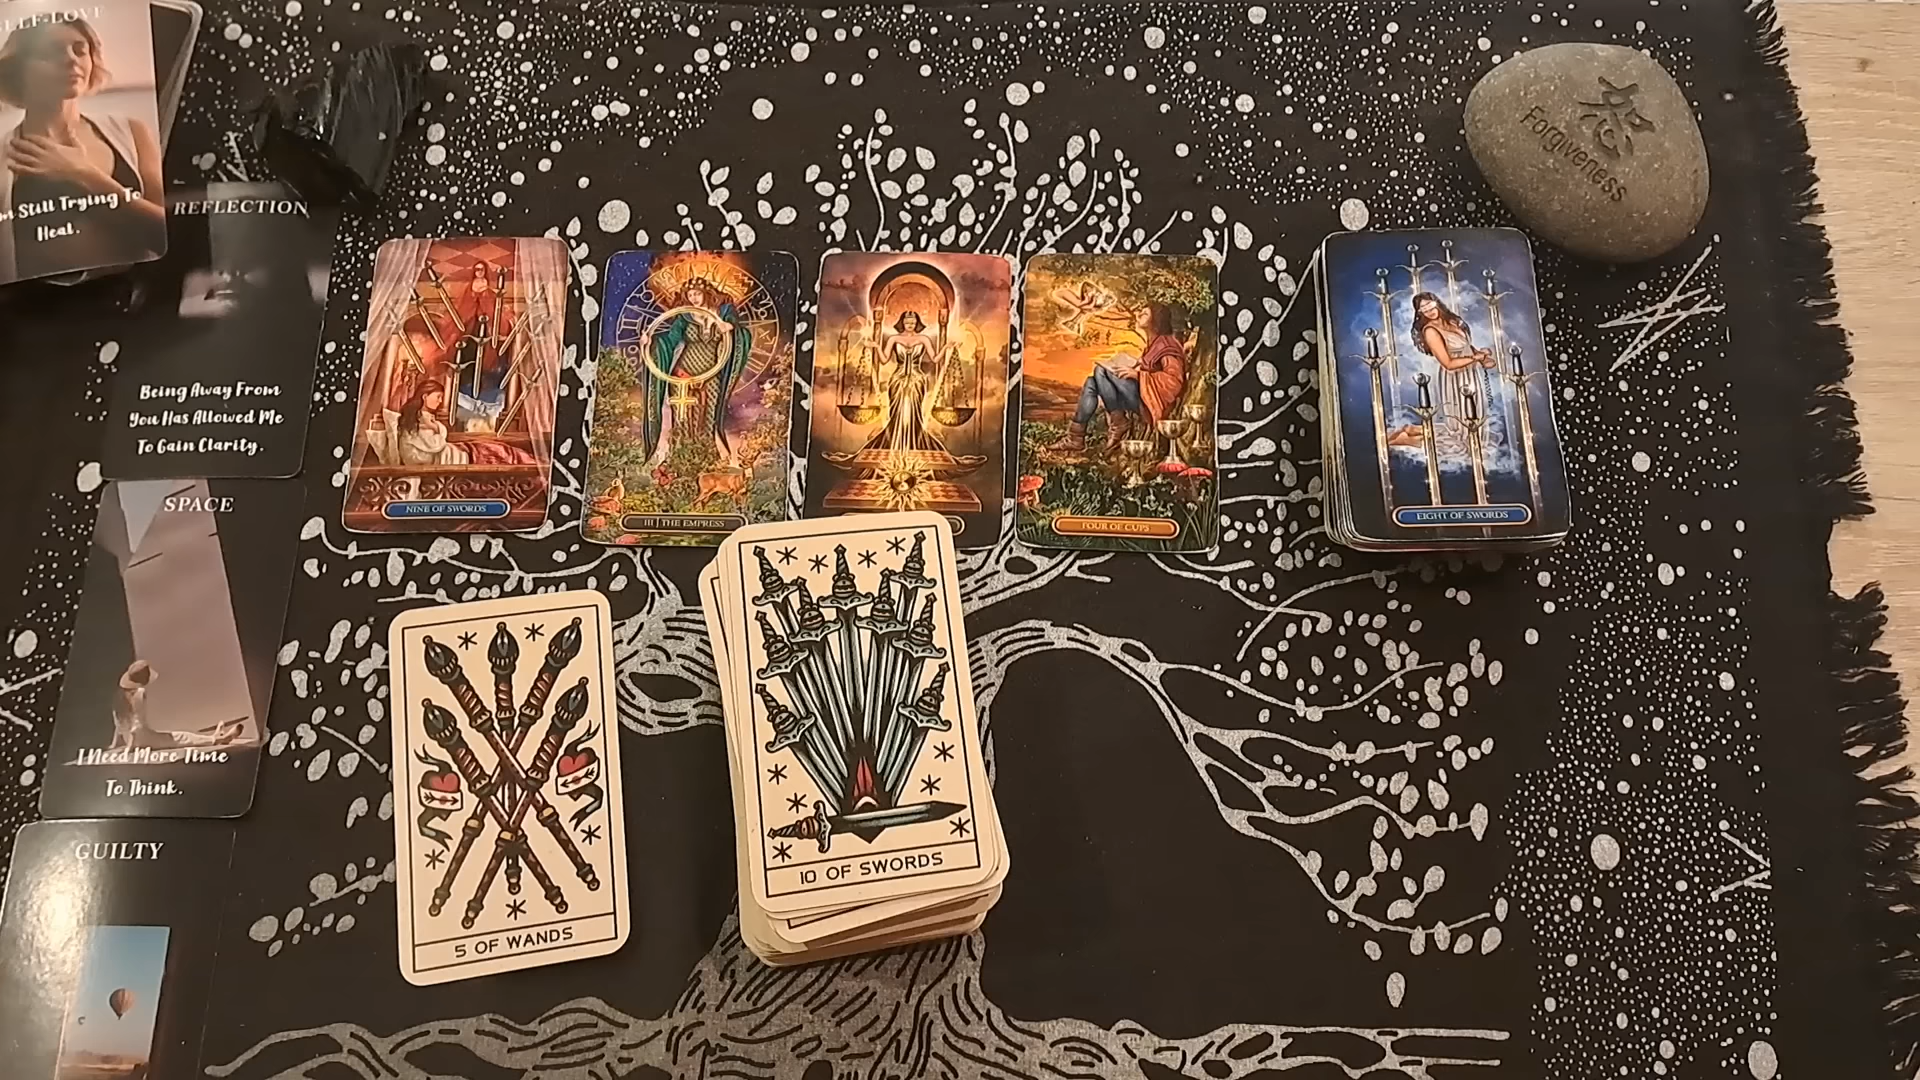 SELF-LOVE
Still Trying To
Heal.
REFLECTION
Being Away From
You Has Allowed Me
To Gain Clarity.
SPACE
I Need More Time
To Think.
GUILTY
NINE OF SWORDS
III | THE EMPRESS
FOUR OF CUPS
EIGHT OF SWORDS
Forgiveness
5 OF WANDS
10 OF SWORDS